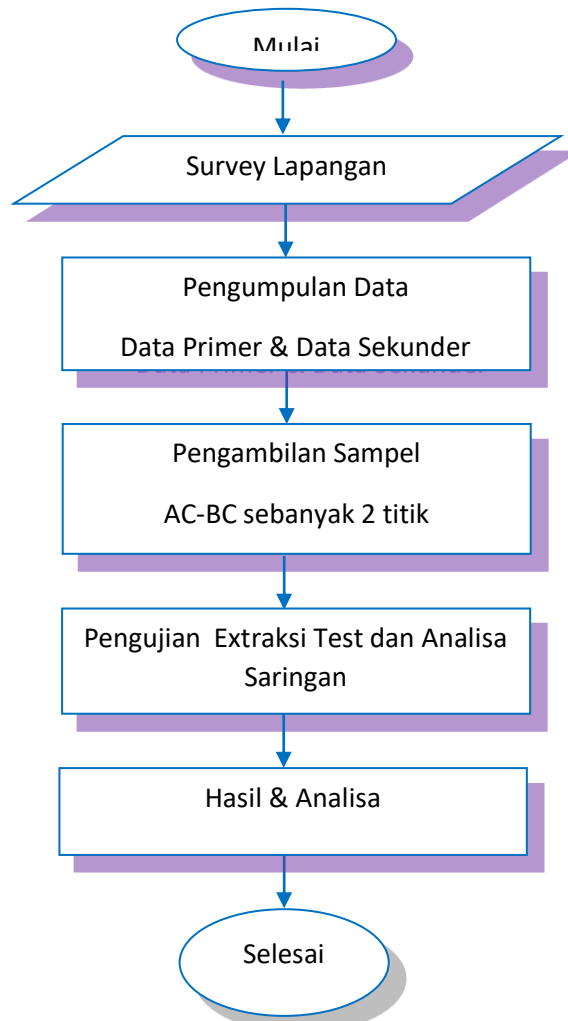 Mulai
Survey Lapangan
Pengumpulan Data
Data Primer & Data Sekunder
Pengambilan Sampel
AC-BC sebanyak 2 titik
Pengujian Extraksi Test dan Analisa
Saringan
Hasil & Analisa
Selesai